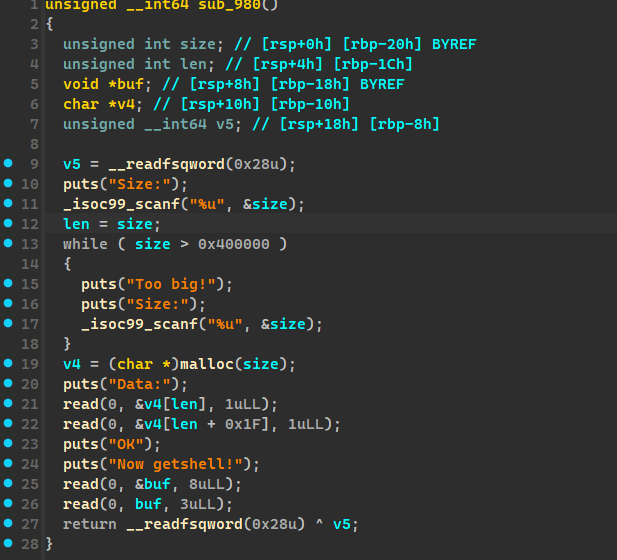 1 unsigned __int64 sub_980()
2 {
3 unsigned int size; // [rsp+0h] [rbp-20h] BYREF
4 unsigned int len; // [rsp+4h] [rbp-1Ch]
5 void *buf; // [rsp+8h] [rbp-18h] BYREF
6 char *v4; // [rsp+10h] [rbp-10h]
7 unsigned __int64 v5; // [rsp+18h] [rbp-8h]
8
9 v5 = __readfsqword(0x28u);
10 puts("Size:");
11 _isoc99_scanf("%u", &size);
12 len = size;
13 while ( size > 0x400000 )
14 {
15 puts("Too big!");
16 puts("Size:");
17 _isoc99_scanf("%u", &size);
18 }
19 v4 = (char *)malloc(size);
20 puts("Data:");
21 read(0, &v4[len], 1uLL);
22 read(0, &v4[len + 0x1F], 1uLL);
23 puts("OK");
24 puts("Now getshell!");
25 read(0, &buf, 8uLL);
26 read(0, buf, 3uLL);
27 return __readfsqword(0x28u) ^ v5;
28 }